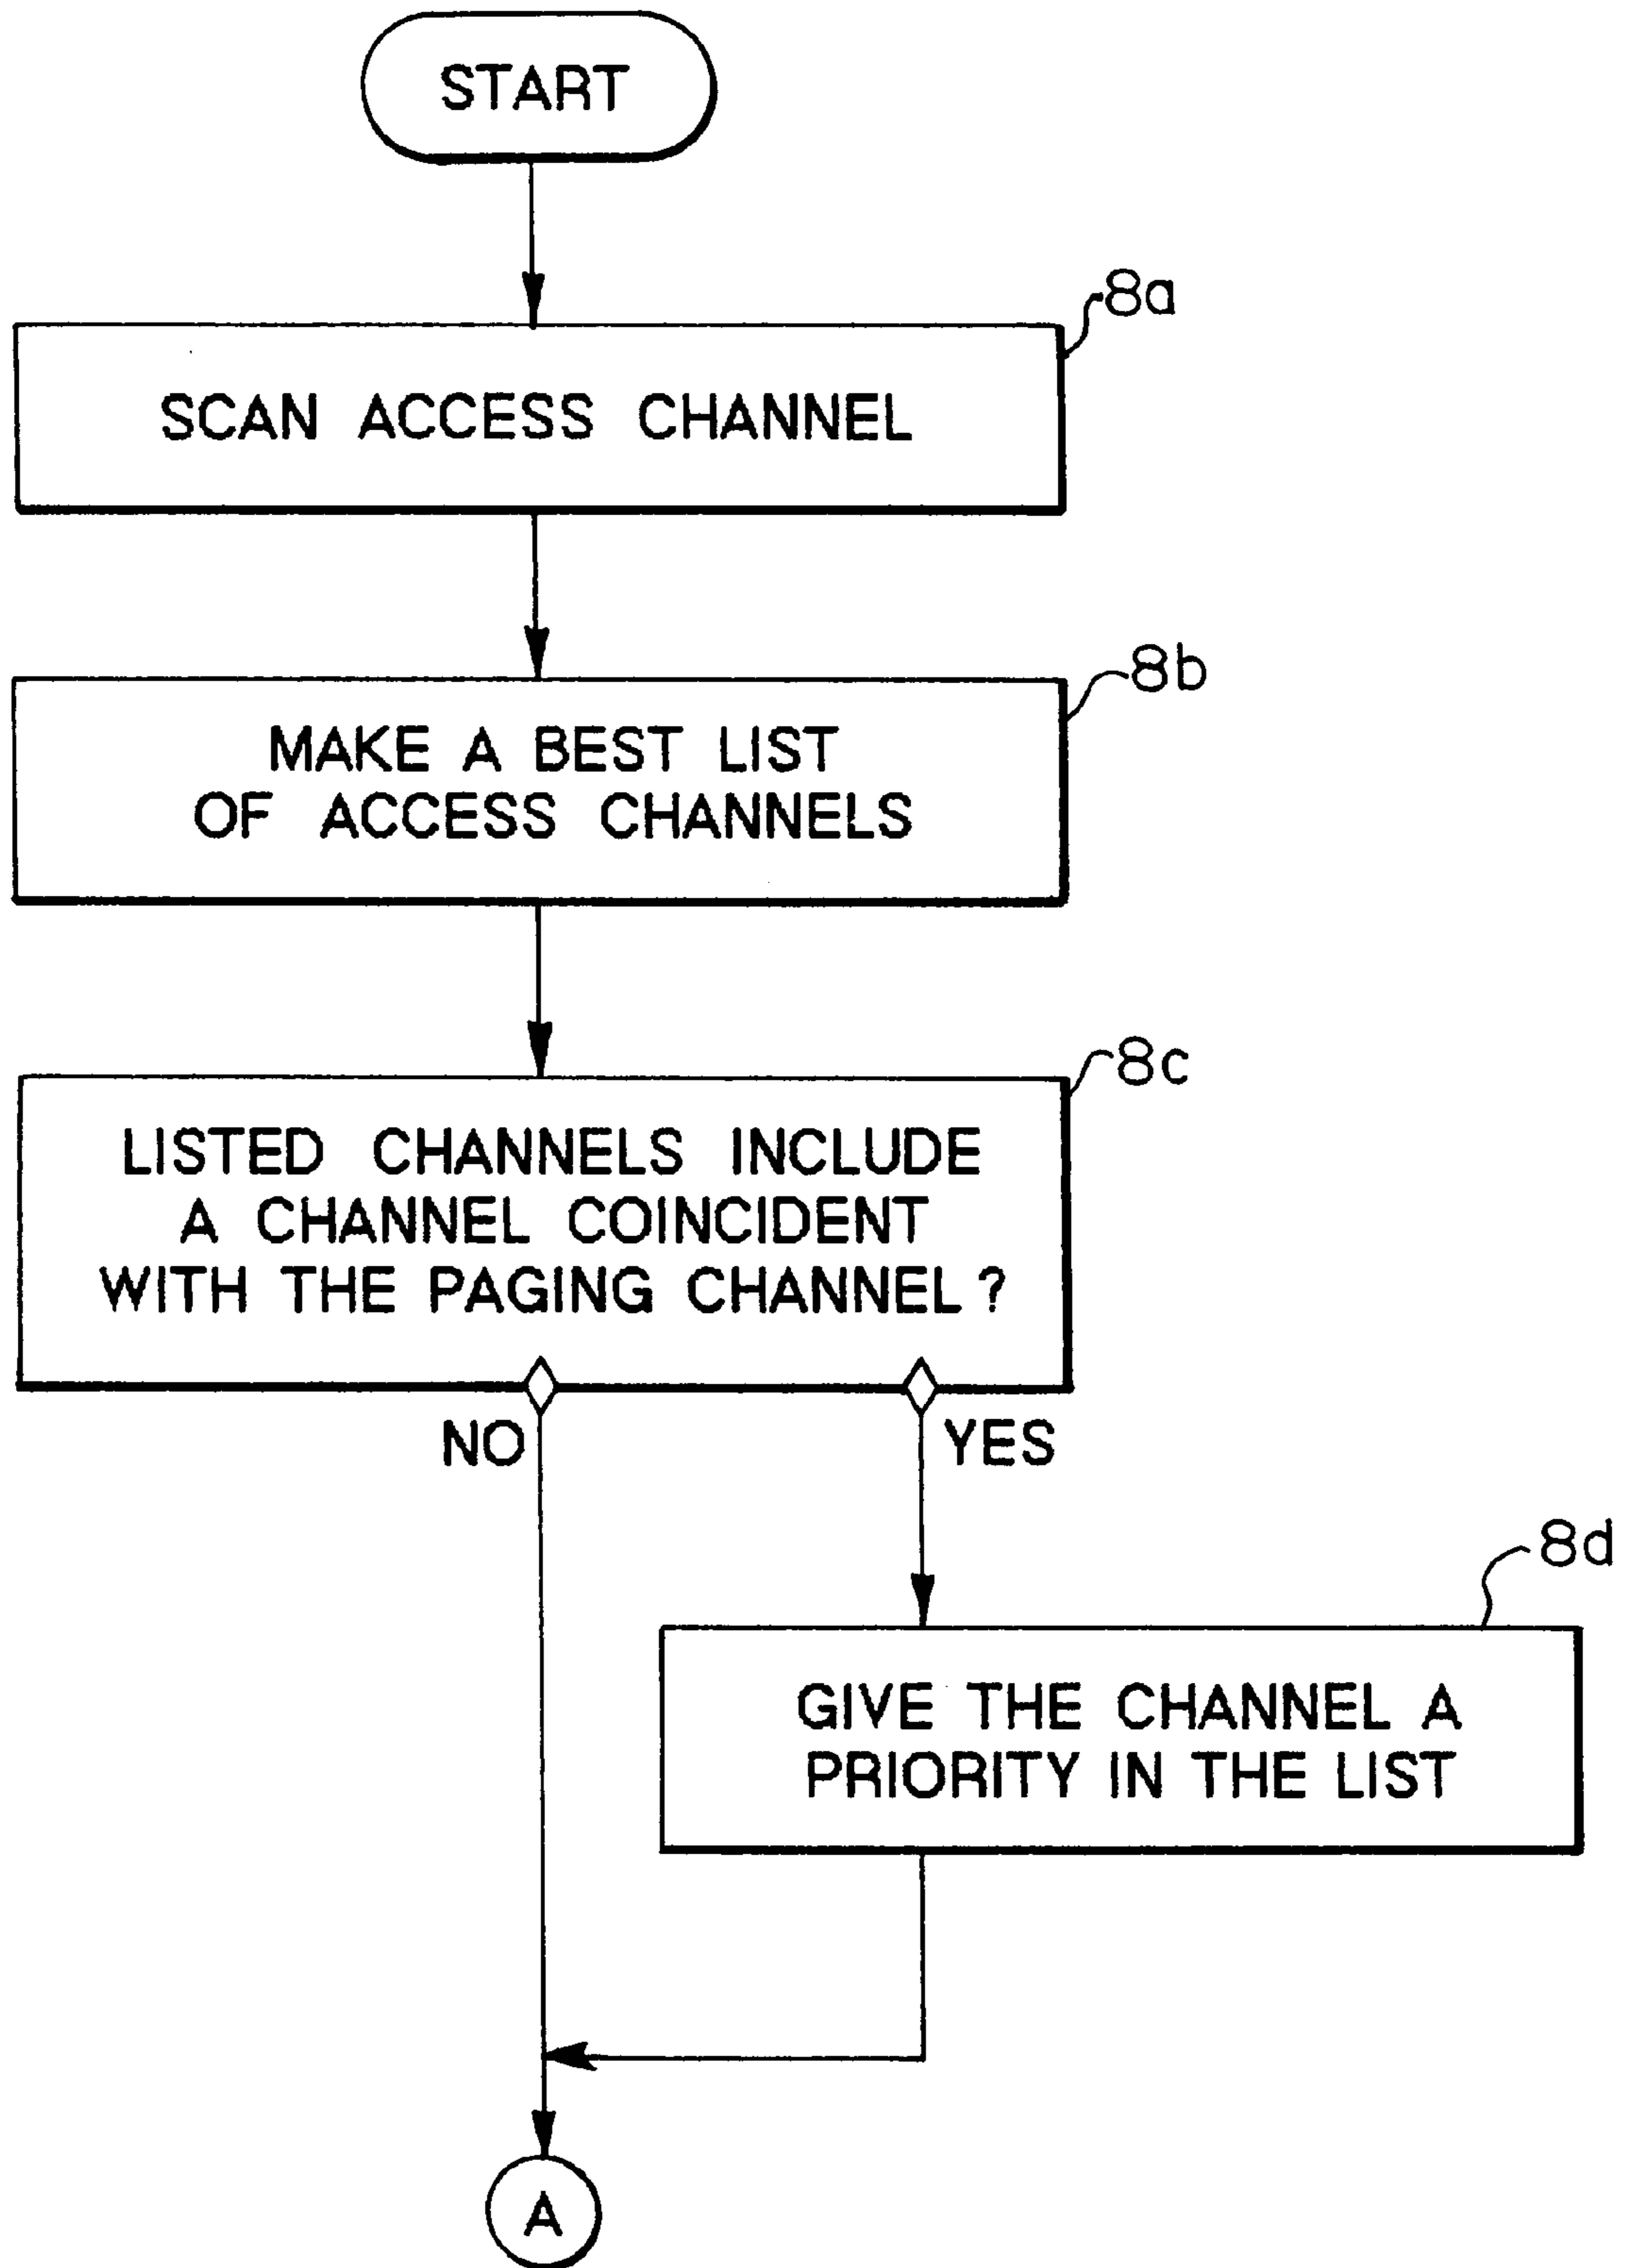 START
8a
SCAN ACCESS CHANNEL
8b
MAKE A BEST LIST
OF ACCESS CHANNELS
8c
LISTED CHANNELS INCLUDE
A CHANNEL COINCIDENT
WITH THE PAGING CHANNEL?
NO
YES
8d
GIVE THE CHANNEL A
PRIORITY IN THE LIST
A